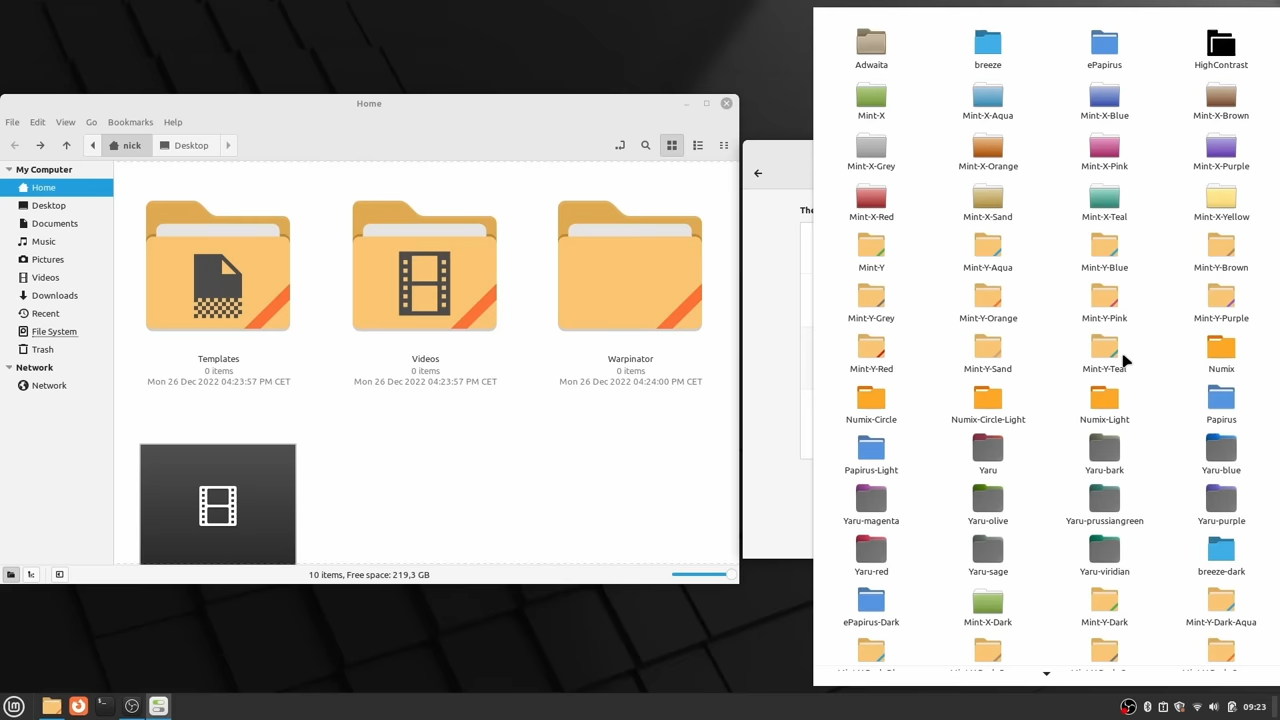 Home
File Edit View Go Bookmarks Help
nick Desktop
My Computer
Home
Desktop
Documents
Music
Pictures
Videos
Downloads
Recent
File System
Trash
Network
Network
Templates
0 items
Mon 26 Dec 2022 04:23:57 PM CET
Videos
0 items
Mon 26 Dec 2022 04:23:57 PM CET
Warpinator
0 items
Mon 26 Dec 2022 04:24:00 PM CET
10 items, Free space: 219,3 GB
Adwaita breeze ePapirus HighContrast
Mint-X Mint-X-Aqua Mint-X-Blue Mint-X-Brown
Mint-X-Grey Mint-X-Orange Mint-X-Pink Mint-X-Purple
Mint-X-Red Mint-X-Sand Mint-X-Teal Mint-X-Yellow
Mint-Y Mint-Y-Aqua Mint-Y-Blue Mint-Y-Brown
Mint-Y-Grey Mint-Y-Orange Mint-Y-Pink Mint-Y-Purple
Mint-Y-Red Mint-Y-Sand Mint-Y-Teal Numix
Numix-Circle Numix-Circle-Light Numix-Light Papirus
Papirus-Light Yaru Yaru-bark Yaru-blue
Yaru-magenta Yaru-olive Yaru-prussiangreen Yaru-purple
Yaru-red Yaru-sage Yaru-viridian breeze-dark
ePapirus-Dark Mint-X-Dark Mint-Y-Dark Mint-Y-Dark-Aqua
09:23